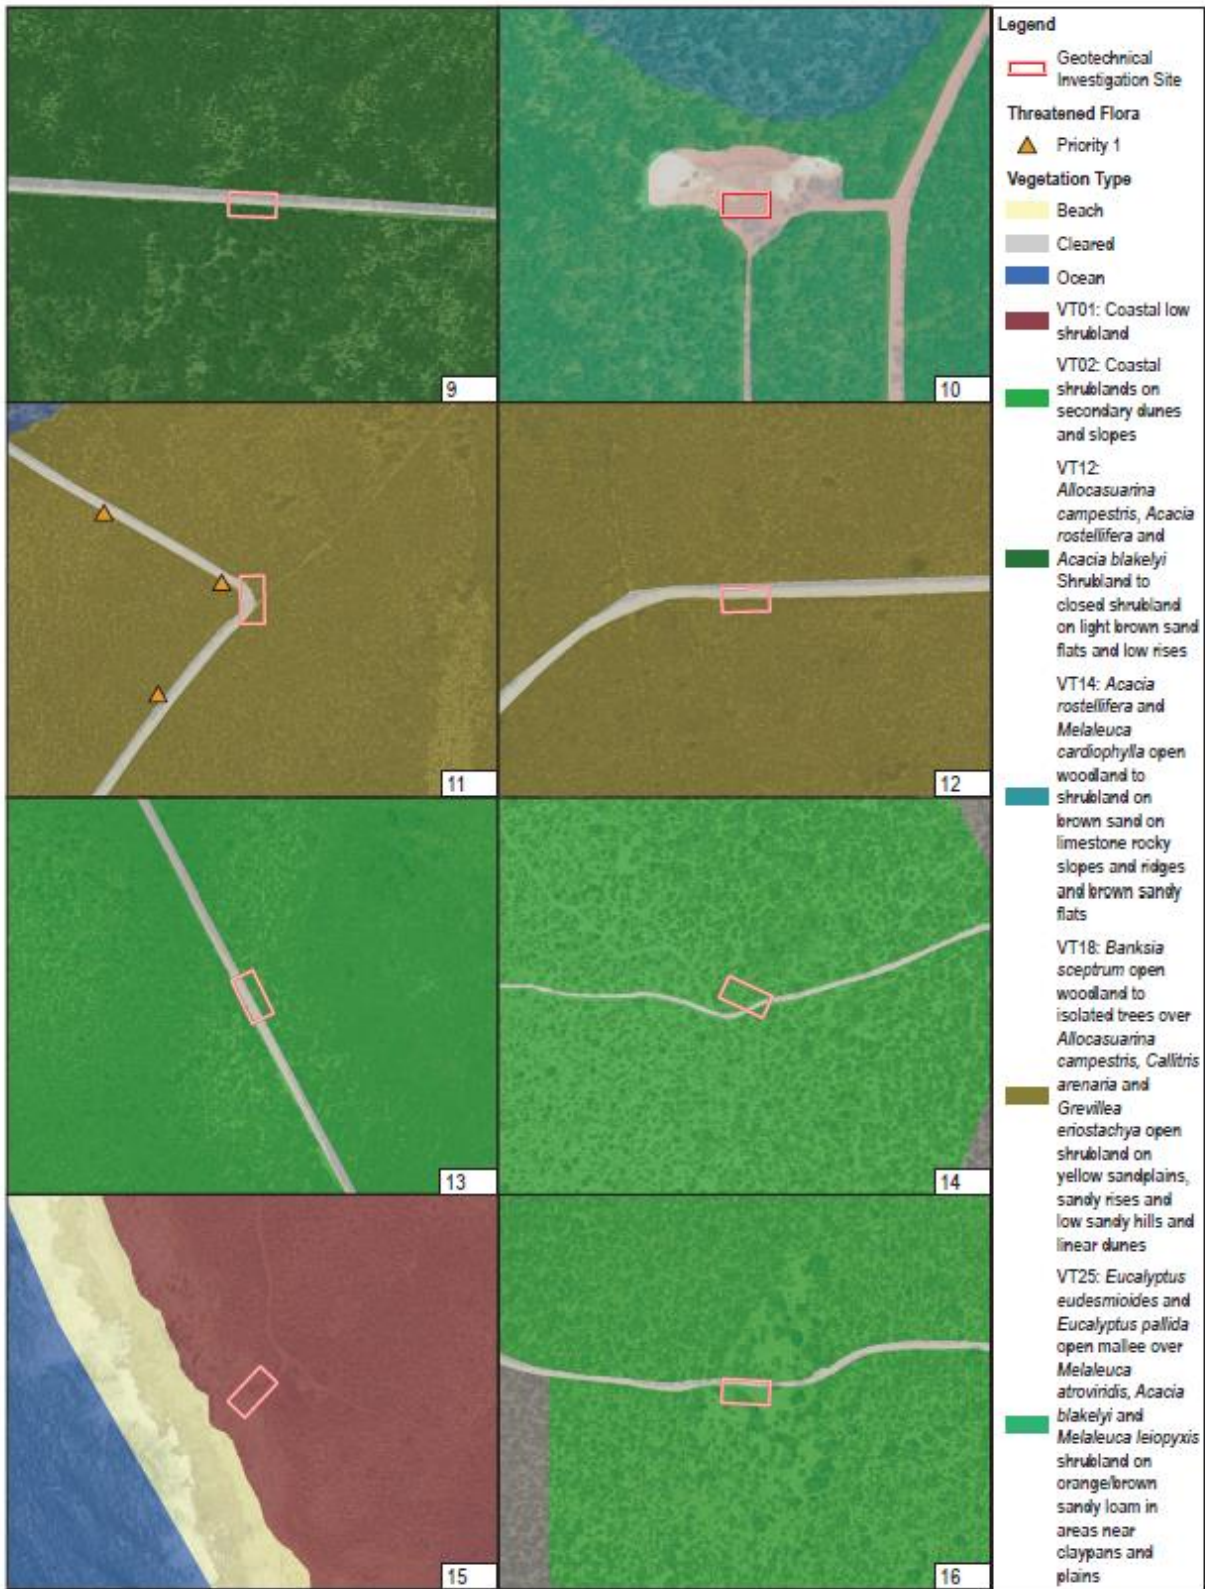 9
10
11
12
13
14
15
16
Legend
Geotechnical
Investigation Site
Threatened Flora
Priority 1
Vegetation Type
Beach
Cleared
Ocean
VT01: Coastal low
shrubland
VT02: Coastal
shrublands on
secondary dunes
and slopes
VT12:
Allocasuarina
campestris, Acacia
rostellifera and
Acacia blakelyi
Shrubland to
closed shrubland
on light brown sand
flats and low rises
VT14: Acacia
rostellifera and
Melaleuca
cardiophylla open
woodland to
shrubland on
brown sand on
limestone rocky
slopes and ridges
and brown sandy
flats
VT18: Banksia
sceptrum open
woodland to
isolated trees over
Allocasuarina
campestris, Callitris
arenaria and
Grevillea
eriostachya open
shrubland on
yellow sandplains,
sandy rises and
low sandy hills and
linear dunes
VT25: Eucalyptus
eudesmioides and
Eucalyptus pallida
open mallee over
Melaleuca
atroviridis, Acacia
blakelyi and
Melaleuca leiopyxis
shrubland on
orange/brown
sandy loam in
areas near
claypans and
plains